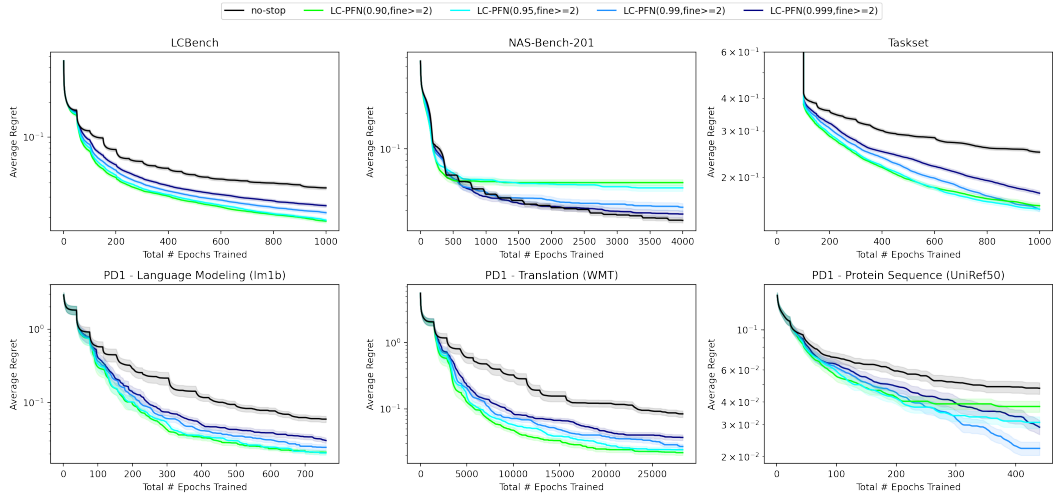 no-stop LC-PFN(0.90,fine>=2) LC-PFN(0.95,fine>=2) LC-PFN(0.99,fine>=2) LC-PFN(0.999,fine>=2)
LCBench
Average Regret
10⁻¹
0 200 400 600 800 1000
Total # Epochs Trained
NAS-Bench-201
Average Regret
10⁻¹
0 500 1000 1500 2000 2500 3000 3500 4000
Total # Epochs Trained
Taskset
Average Regret
6 × 10⁻¹
4 × 10⁻¹
3 × 10⁻¹
2 × 10⁻¹
0 200 400 600 800 1000
Total # Epochs Trained
PD1 - Language Modeling (lm1b)
Average Regret
10⁰
10⁻¹
0 100 200 300 400 500 600 700
Total # Epochs Trained
PD1 - Translation (WMT)
Average Regret
10⁰
10⁻¹
0 5000 10000 15000 20000 25000
Total # Epochs Trained
PD1 - Protein Sequence (UniRef50)
Average Regret
10⁻¹
6 × 10⁻²
4 × 10⁻²
3 × 10⁻²
2 × 10⁻²
0 100 200 300 400
Total # Epochs Trained